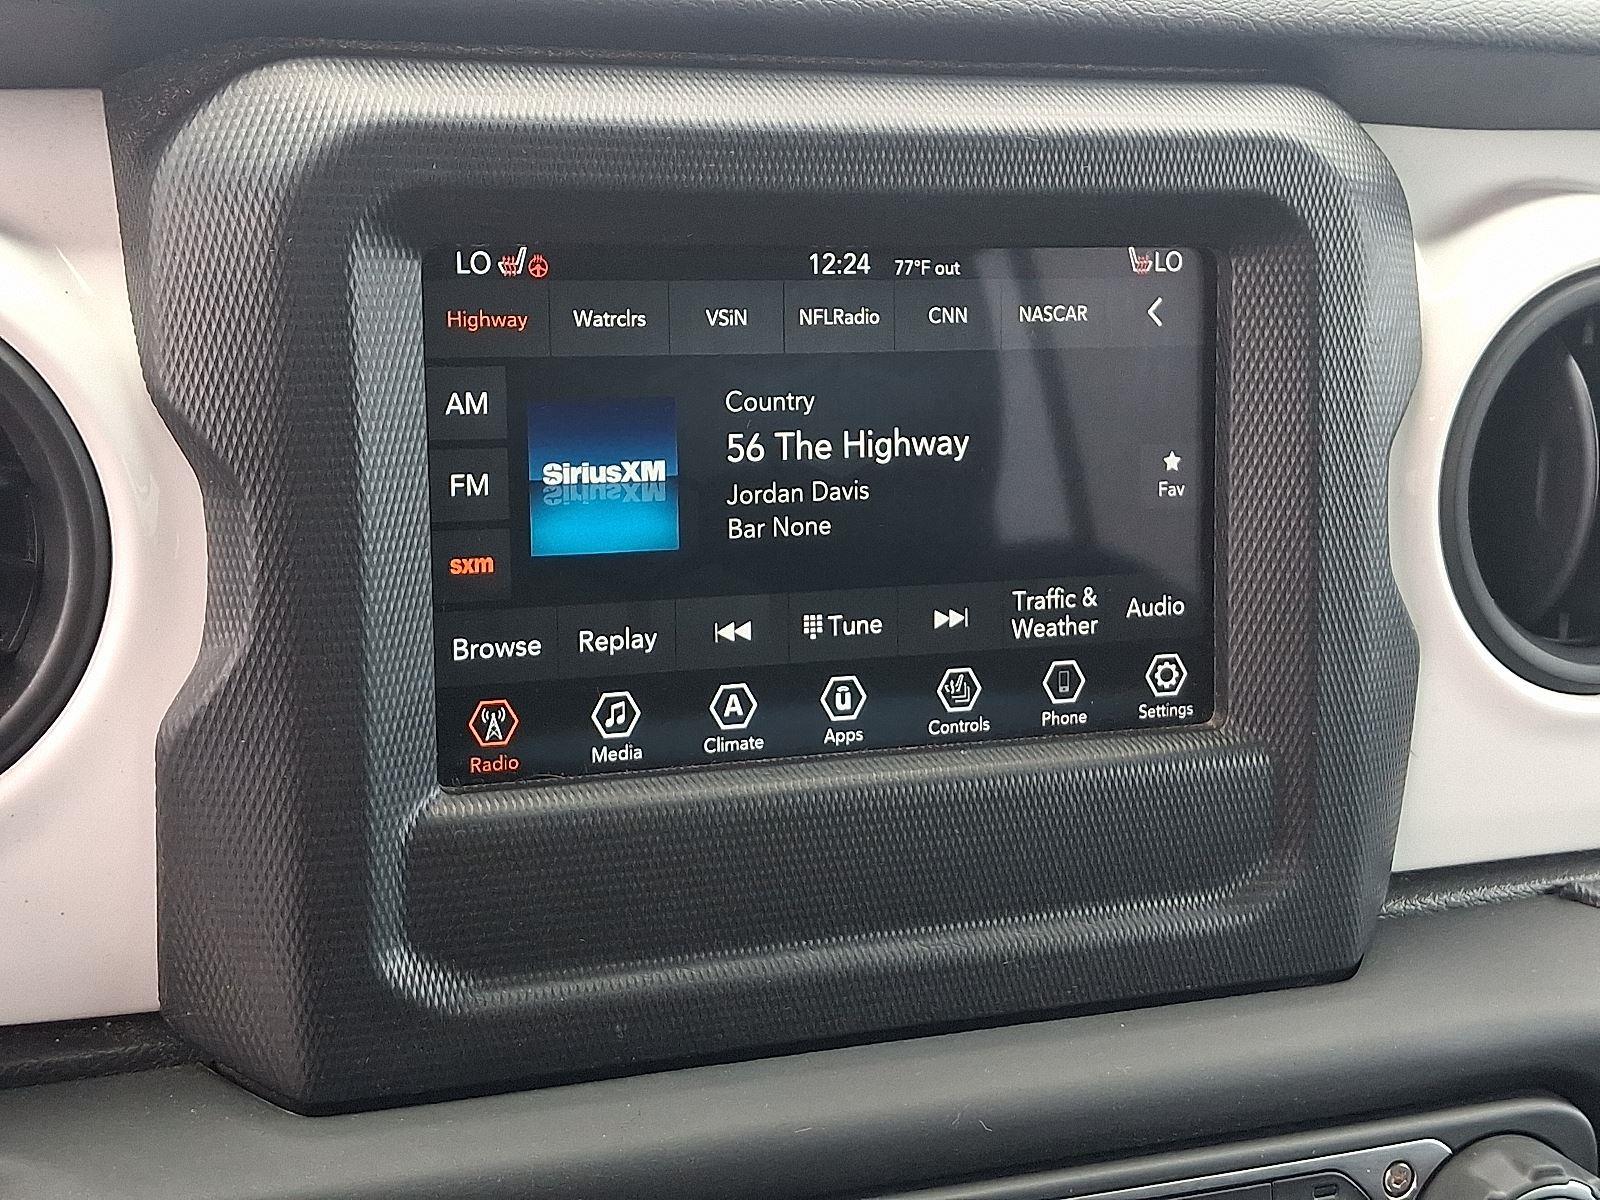 LO 12:24 77°F out LO
Highway Watrclrs VSiN NFLRadio CNN NASCAR
AM
FM
sxm
SiriusXM
Country
56 The Highway
Jordan Davis
Bar None
Fav
Browse Replay Tune Traffic & Weather Audio
A ū
Radio Media Climate Apps Controls Phone Settings